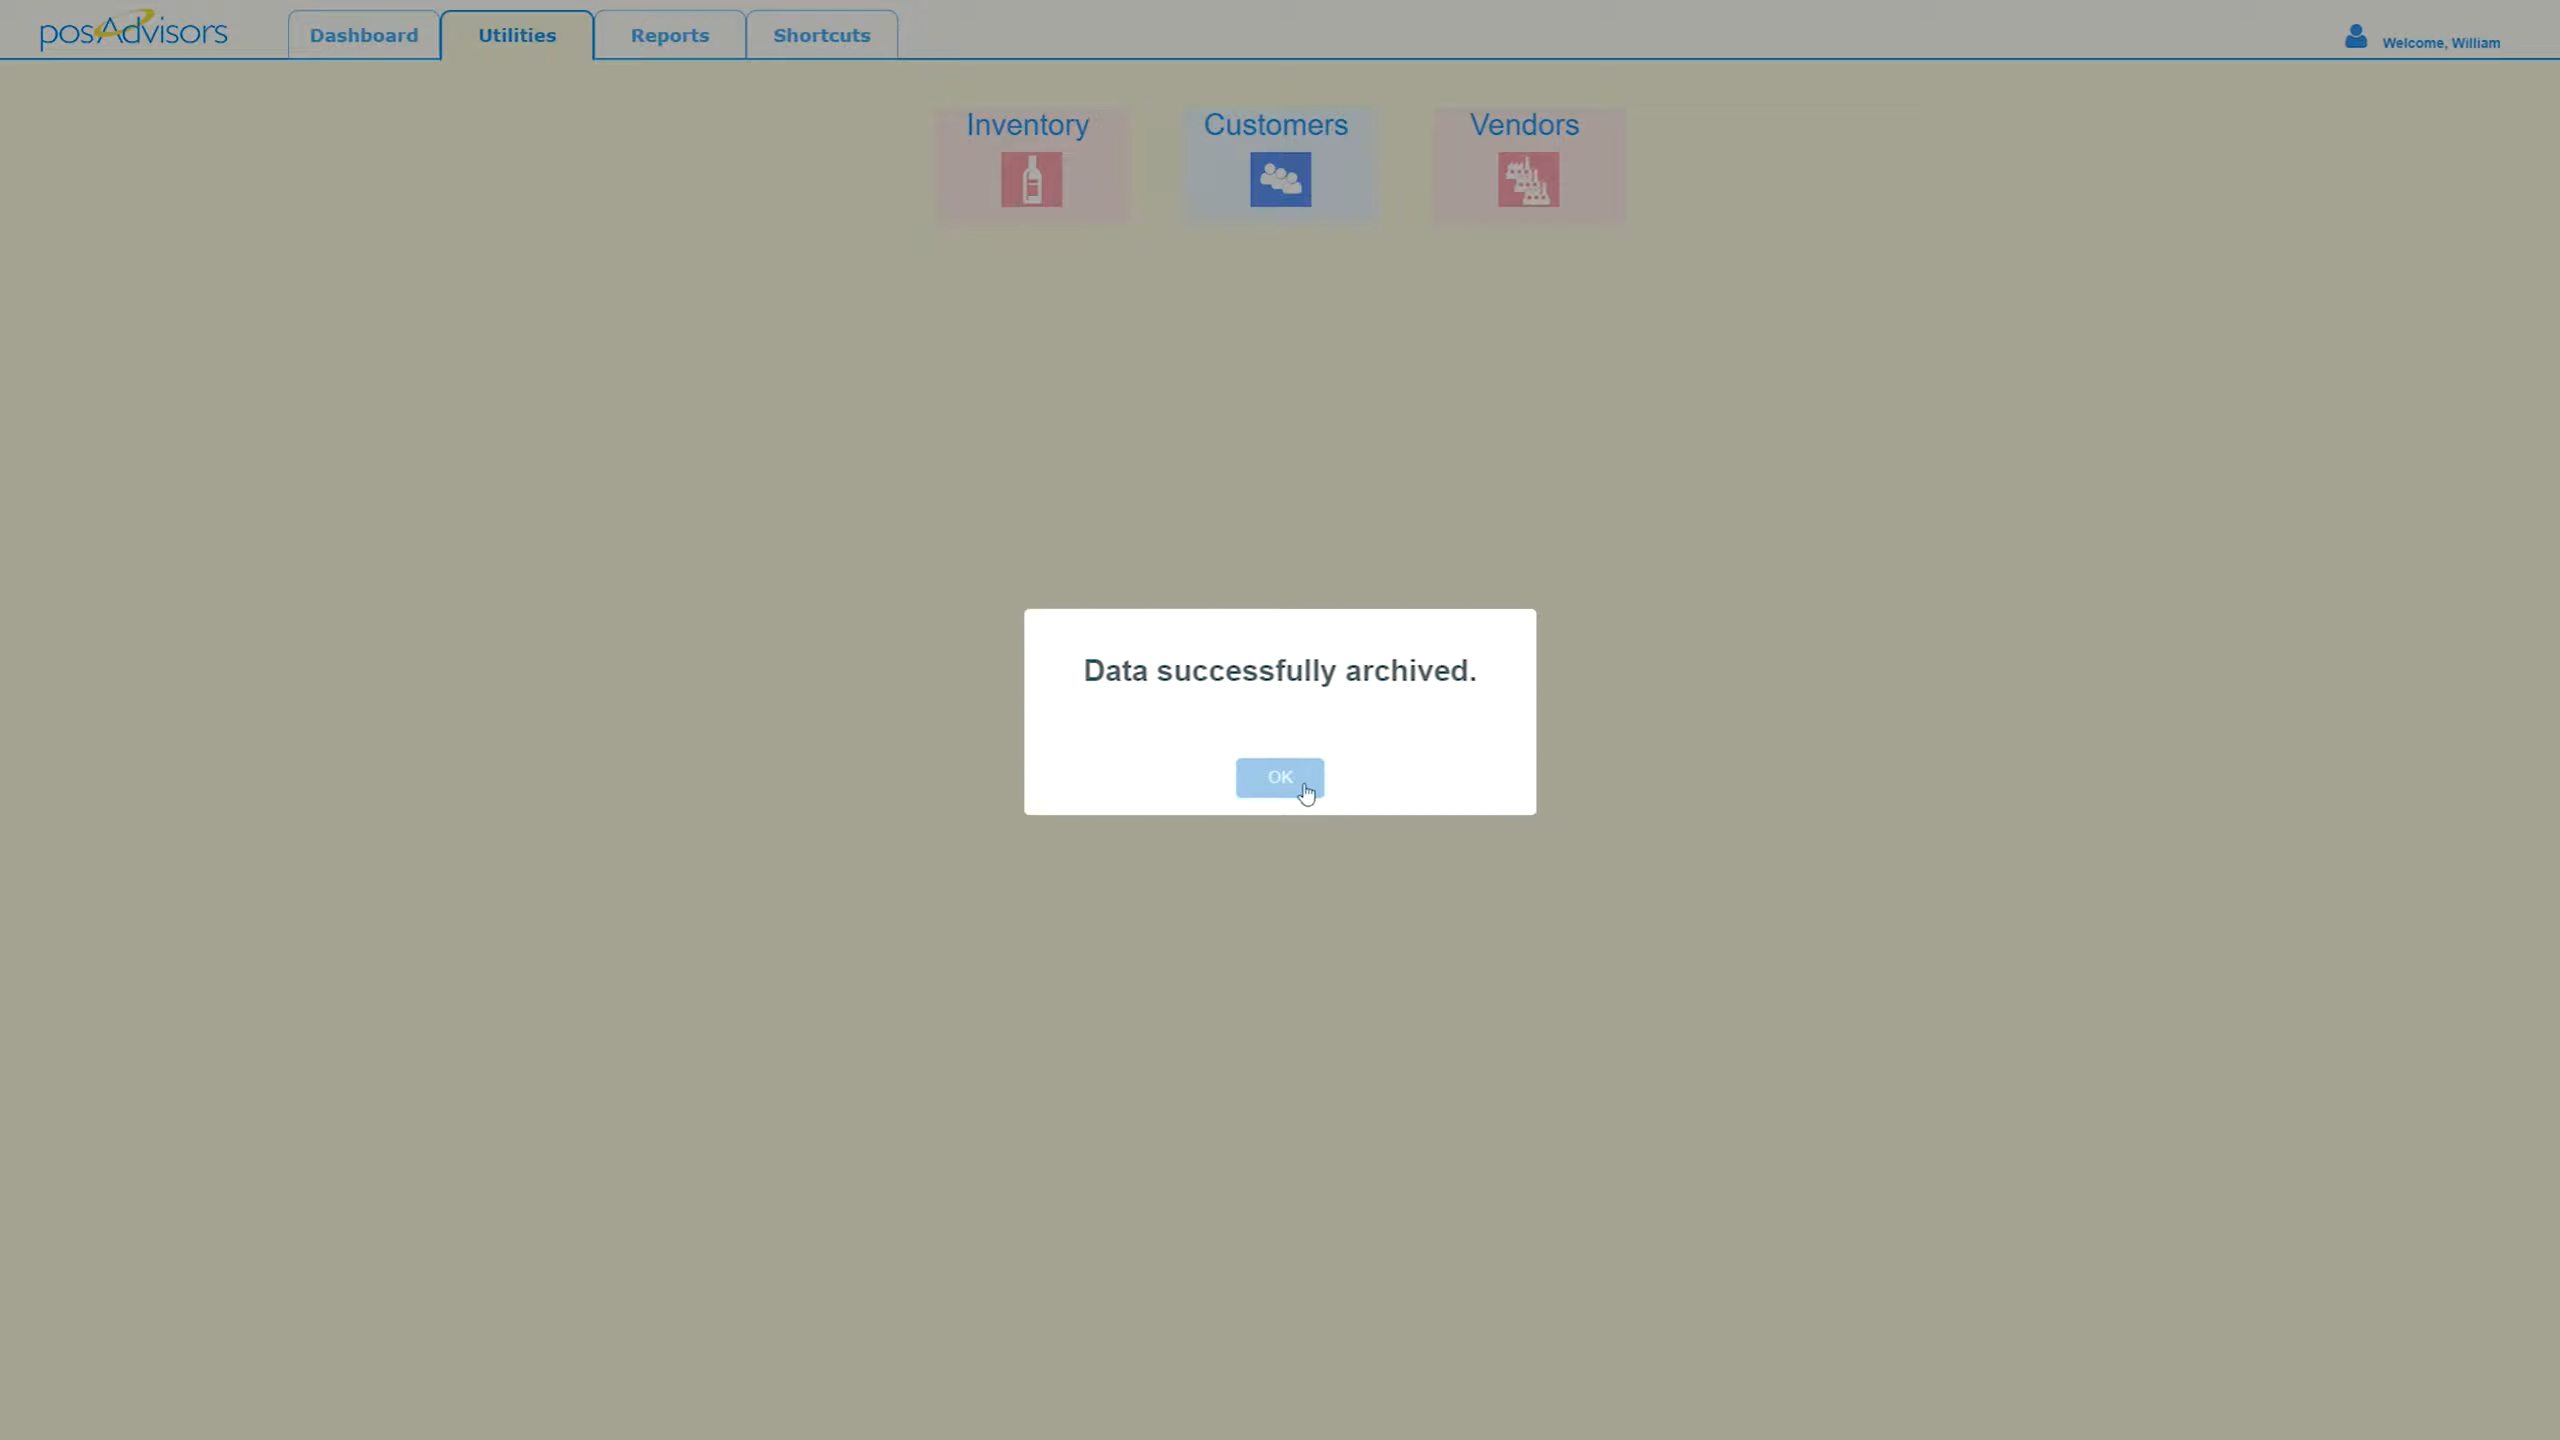 posAdvisors
Dashboard
Utilities
Reports
Shortcuts
Welcome, William
Inventory
Customers
Vendors
Data successfully archived.
OK